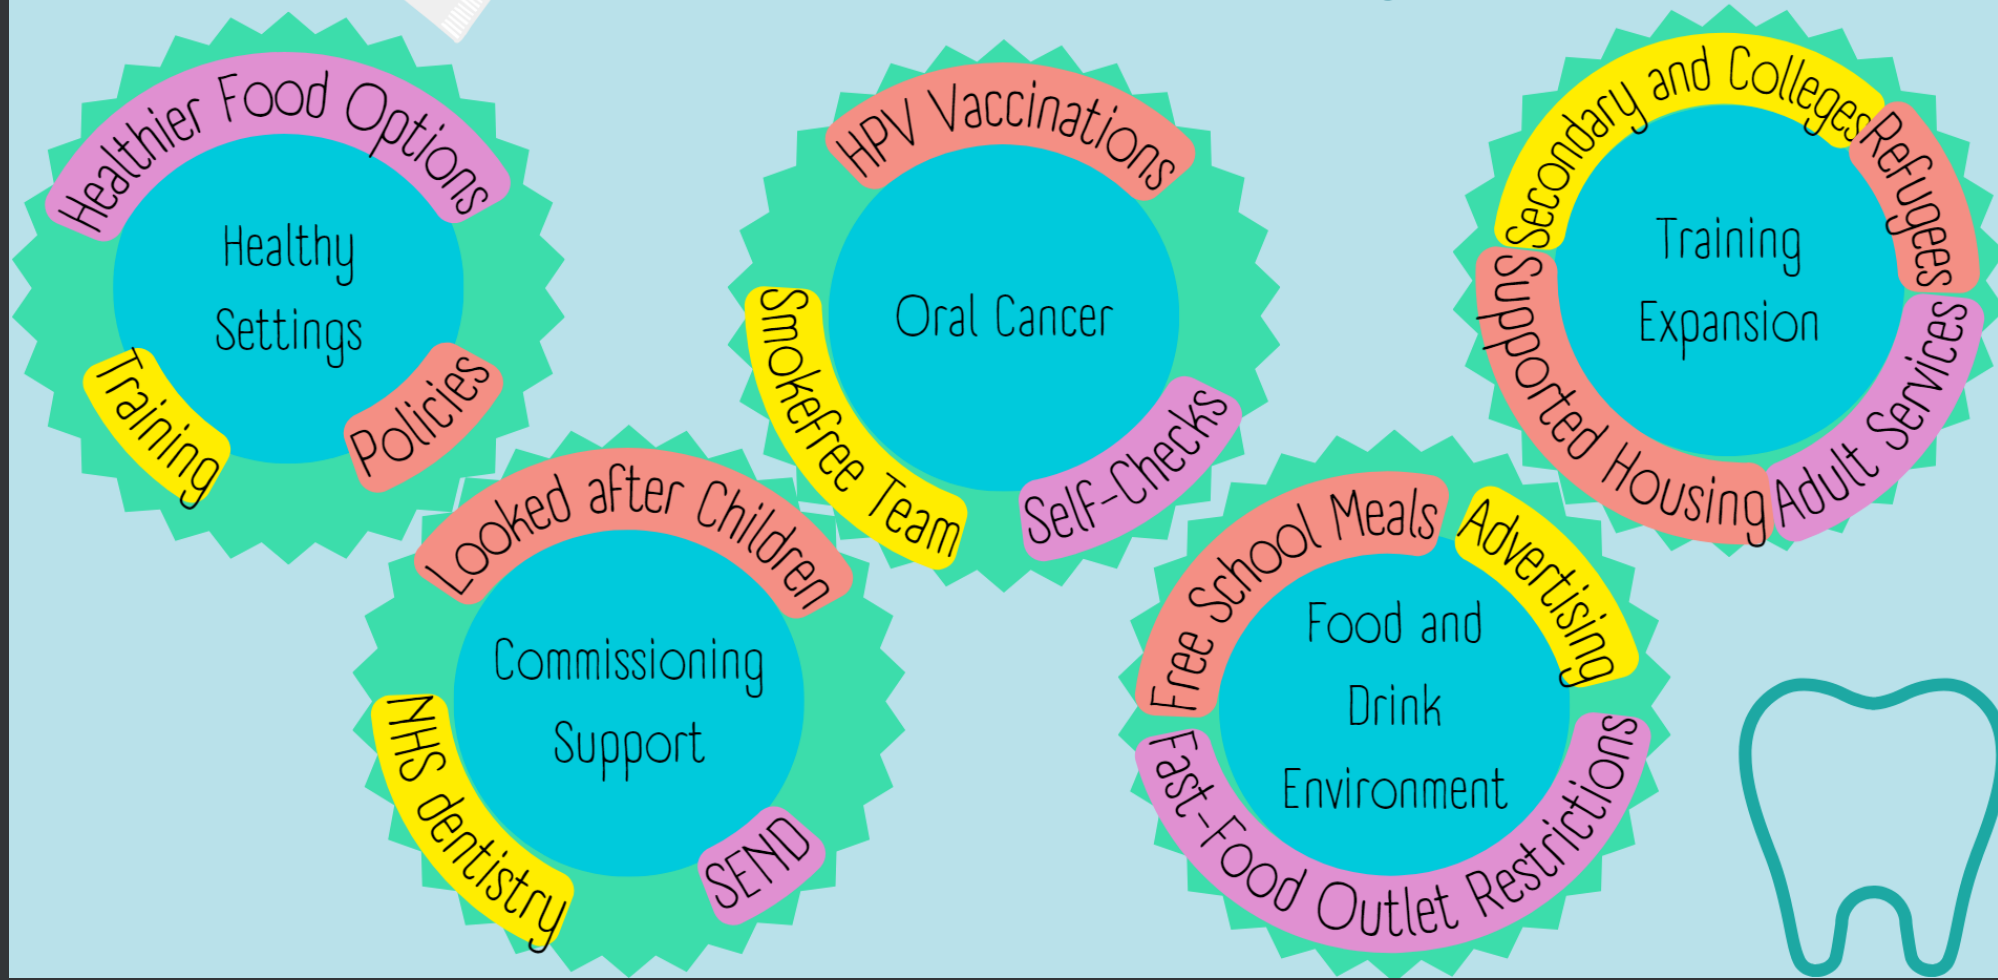 Healthier Food Options
Healthy
Settings
Training
Policies
HPV Vaccinations
Oral Cancer
Smokefree Team
Self-Checks
Secondary and Colleges
Refugees
Training
Expansion
Supported Housing
Adult Services
Looked after Children
Commissioning
Support
NHS dentistry
SEND
Free School Meals
Advertising
Food and
Drink
Environment
Fast-Food Outlet Restrictions